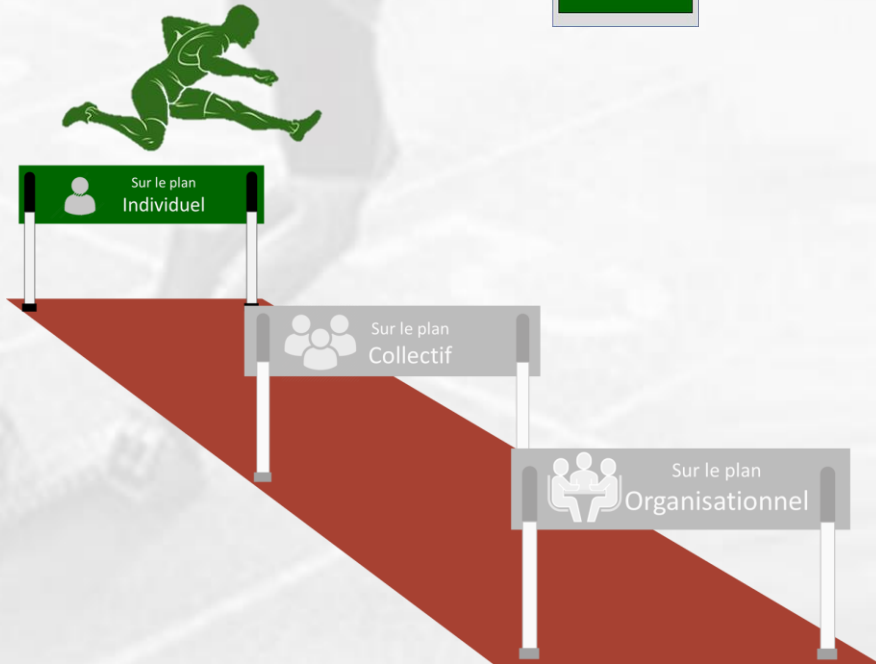 Sur le plan
Individuel
Sur le plan
Collectif
Sur le plan
Organisationnel